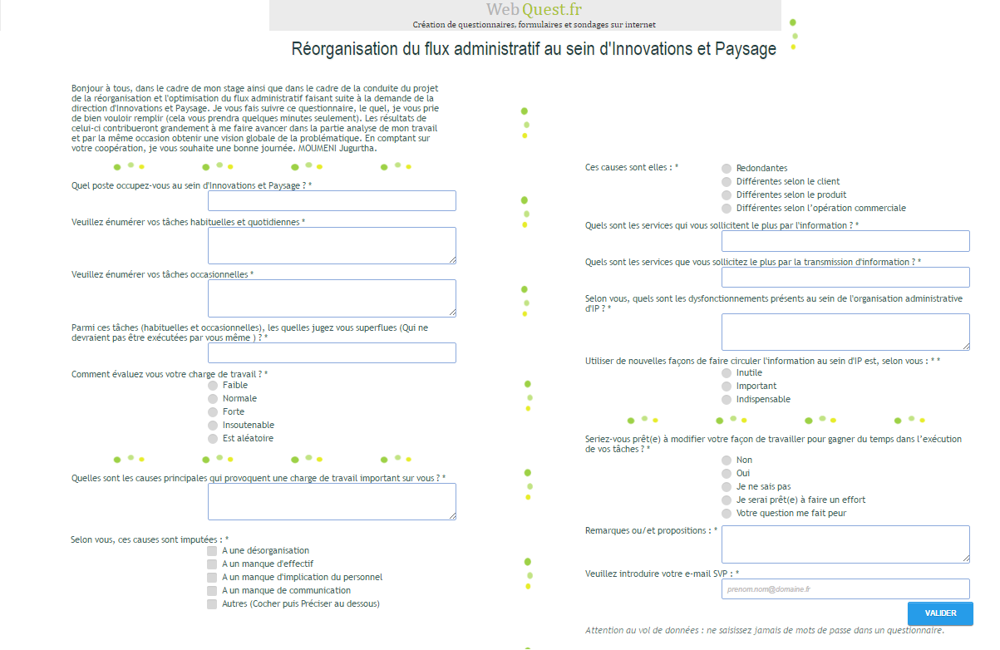 Web Quest.fr
Création de questionnaires, formulaires et sondages sur internet
Réorganisation du flux administratif au sein d'Innovations et Paysage
Bonjour à tous, dans le cadre de mon stage ainsi que dans le cadre de la conduite du projet
de la réorganisation et l'optimisation du flux administratif faisant suite à la demande de la
direction d'Innovations et Paysage. Je vous fais suivre ce questionnaire, le quel, je vous prie
de bien vouloir remplir (cela vous prendra quelques minutes seulement). Les résultats de
celui-ci contribueront grandement à me faire avancer dans la partie analyse de mon travail
et par la même occasion obtenir une vision globale de la problématique. En comptant sur
votre coopération, je vous souhaite une bonne journée. MOUMENI Jugurtha.
Quel poste occupez-vous au sein d'Innovations et Paysage ? *
Veuillez énumérer vos tâches habituelles et quotidiennes *
Veuillez énumérer vos tâches occasionnelles *
Parmi ces tâches (habituelles et occasionnelles), les quelles jugez vous superflues (Qui ne
devraient pas être exécutées par vous même ) ? *
Comment évaluez vous votre charge de travail ? *
Faible
Normale
Forte
Insoutenable
Est aléatoire
Quelles sont les causes principales qui provoquent une charge de travail important sur vous ? *
Selon vous, ces causes sont imputées : *
A une désorganisation
A un manque d'effectif
A un manque d'implication du personnel
A un manque de communication
Autres (Cocher puis Préciser au dessous)
Ces causes sont elles : *
Redondantes
Différentes selon le client
Différentes selon le produit
Différentes selon l’opération commerciale
Quels sont les services qui vous sollicitent le plus par l'information ? *
Quels sont les services que vous sollicitez le plus par la transmission d'information ? *
Selon vous, quels sont les dysfonctionnements présents au sein de l'organisation administrative
d'IP ? *
Utiliser de nouvelles façons de faire circuler l'information au sein d'IP est, selon vous : * *
Inutile
Important
Indispensable
Seriez-vous prêt(e) à modifier votre façon de travailler pour gagner du temps dans l’exécution
de vos tâches ? *
Non
Oui
Je ne sais pas
Je serai prêt(e) à faire un effort
Votre question me fait peur
Remarques ou/et propositions : *
Veuillez introduire votre e-mail SVP : *
prenom.nom@domaine.fr
VALIDER
Attention au vol de données : ne saisissez jamais de mots de passe dans un questionnaire.